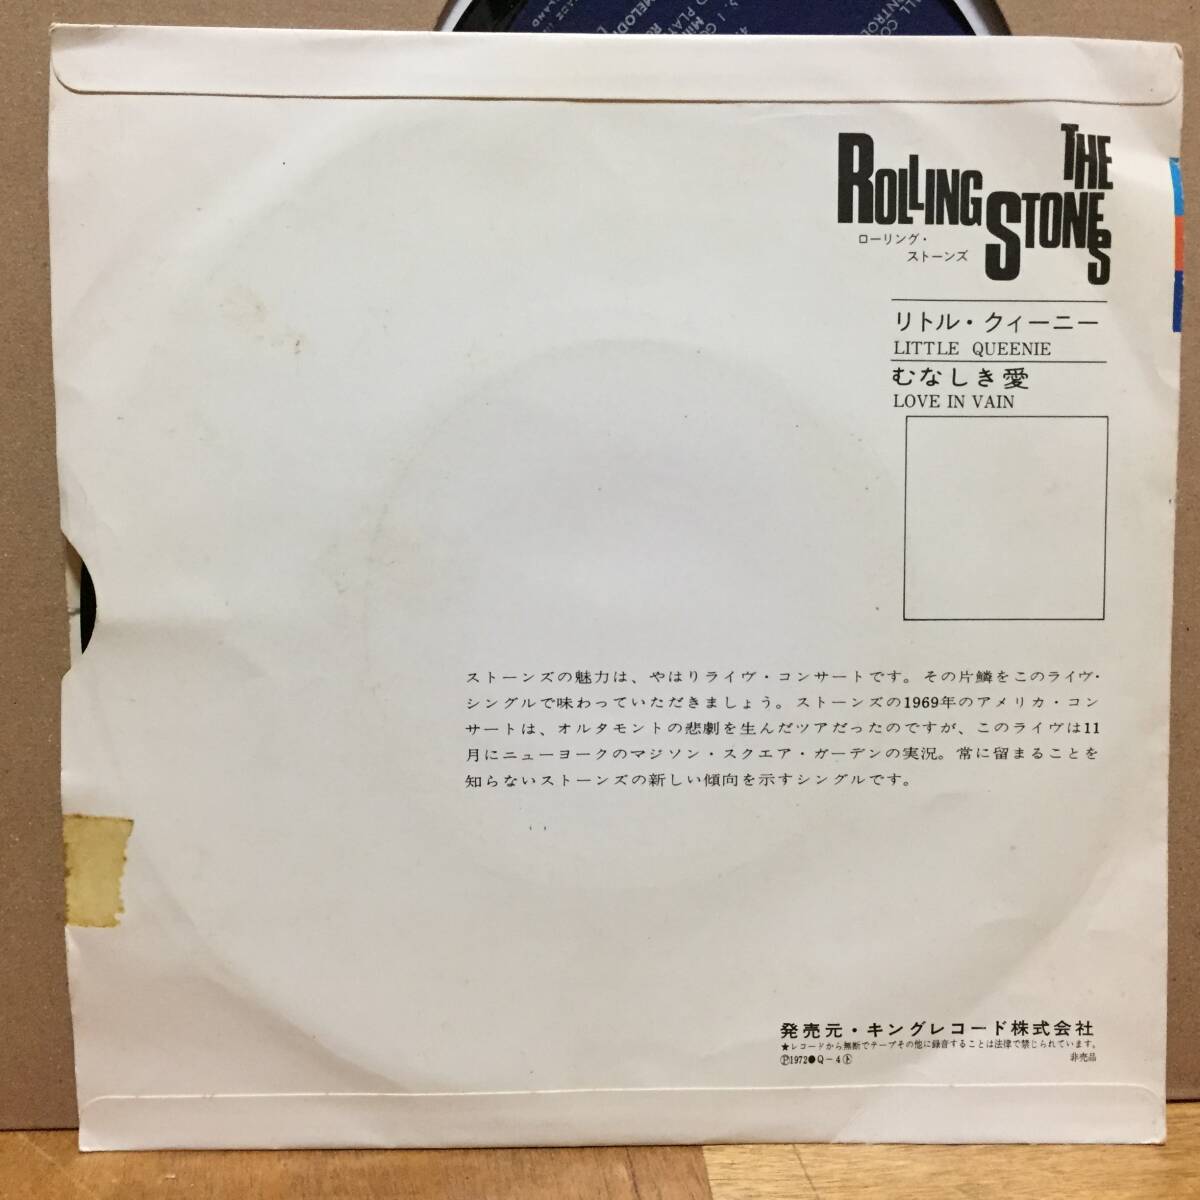 THE
ROLLING
STONES
ローリング・
ストーンズ
リトル・クィーニー
LITTLE QUEENIE
むなしき愛
LOVE IN VAIN
ストーンズの魅力は、やはりライヴ・コンサートです。その片鱗をこのライヴ・
シングルで味わっていただきましょう。ストーンズの1969年のアメリカ・コン
サートは、オルタモントの悲劇を生んだツアだったのですが、このライヴは11
月にニューヨークのマジソン・スクエア・ガーデンの実況。常に留まることを
知らないストーンズの新しい傾向を示すシングルです。
発売元・キングレコード株式会社
★レコードから無断でテープその他に録音することは法律で禁じられています。
Ⓟ1972●Q-4㋣
非売品